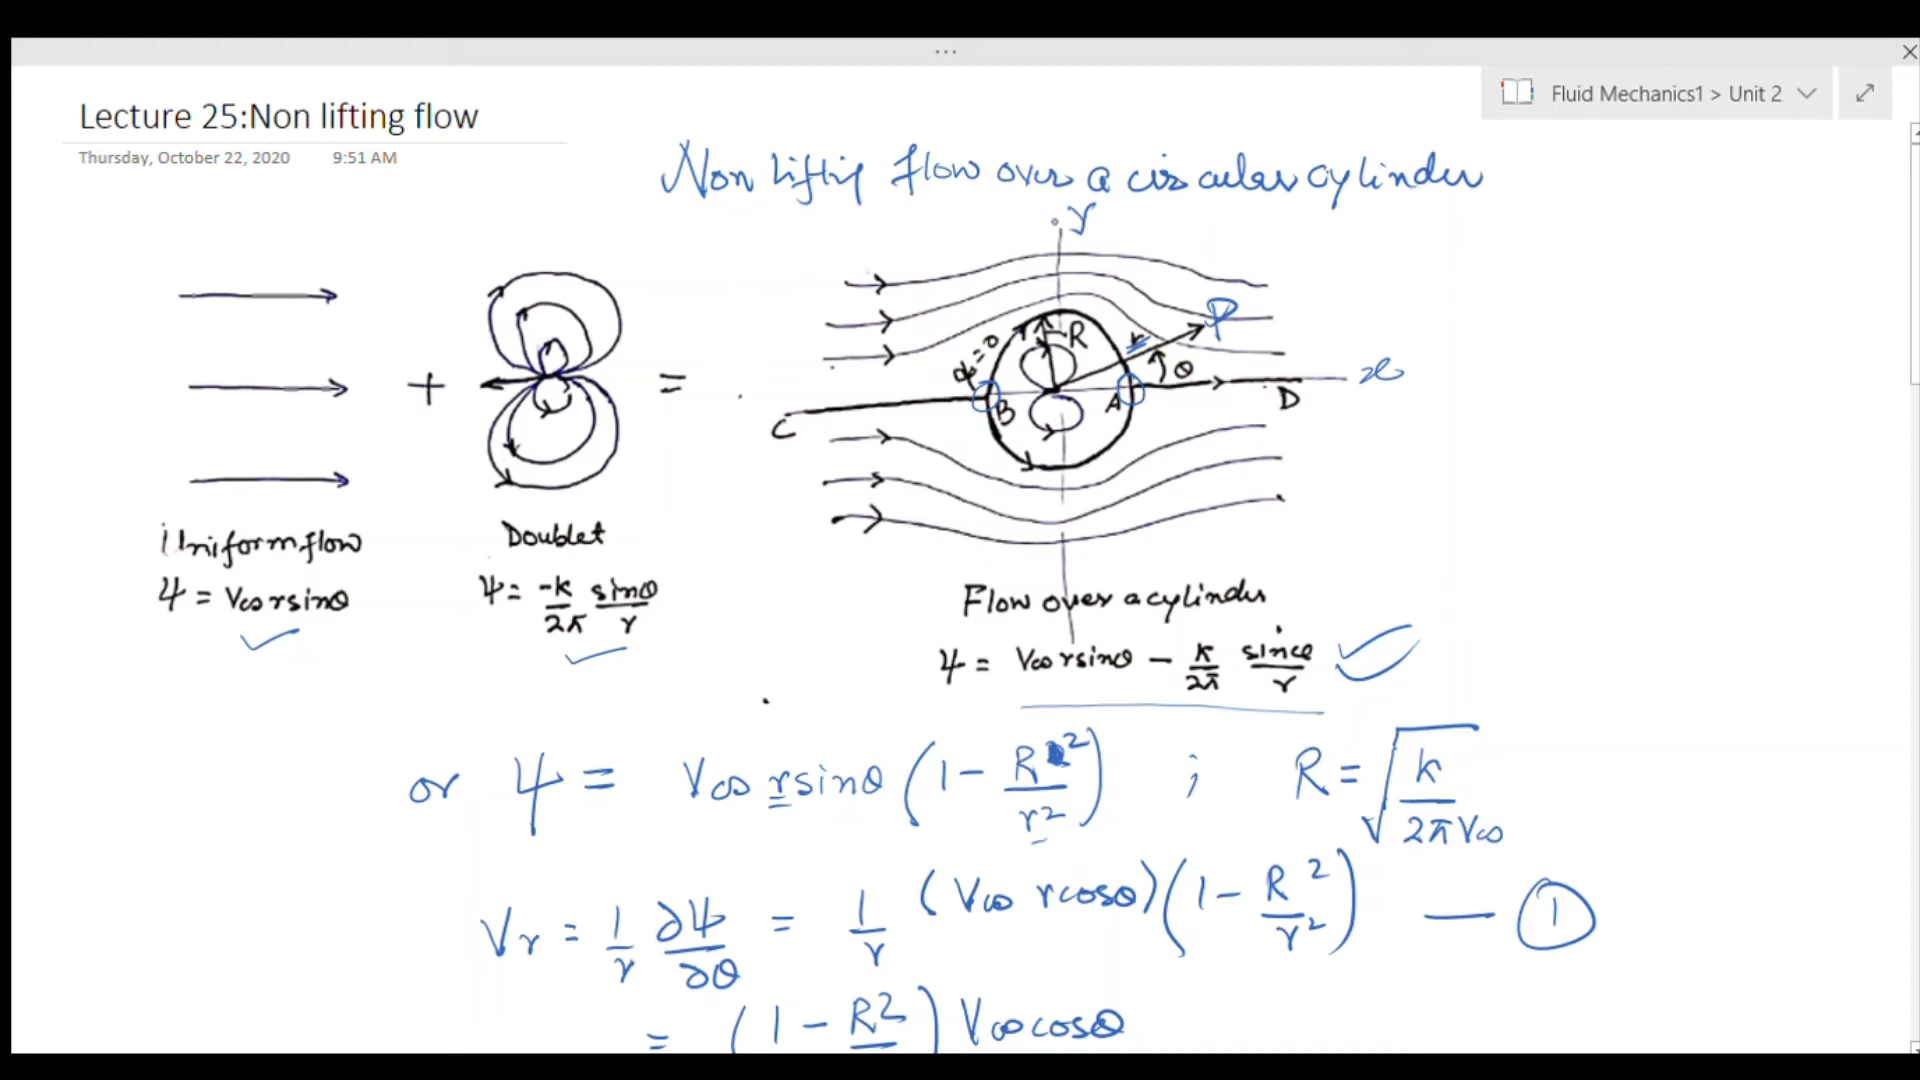 ...
Fluid Mechanics1 > Unit 2
Lecture 25:Non lifting flow
Thursday, October 22, 2020 9:51 AM
Non lifting flow over a circular cylinder
y
P
R
r
ψ=0
θ
x
+
=
B
A
C
D
Uniform flow
Doublet
ψ = V∞ r sinθ
ψ = -k/2π sinθ/r
Flow over a cylinder
ψ = V∞ r sinθ – k/2π sinθ/r
or ψ = V∞ r sinθ (1 – R²/r²) ; R = √(k/2πV∞)
Vr = 1/r ∂ψ/∂θ = 1/r (V∞ r cosθ)(1 – R²/r²) — ①
= (1 – R²) V∞ cosθ